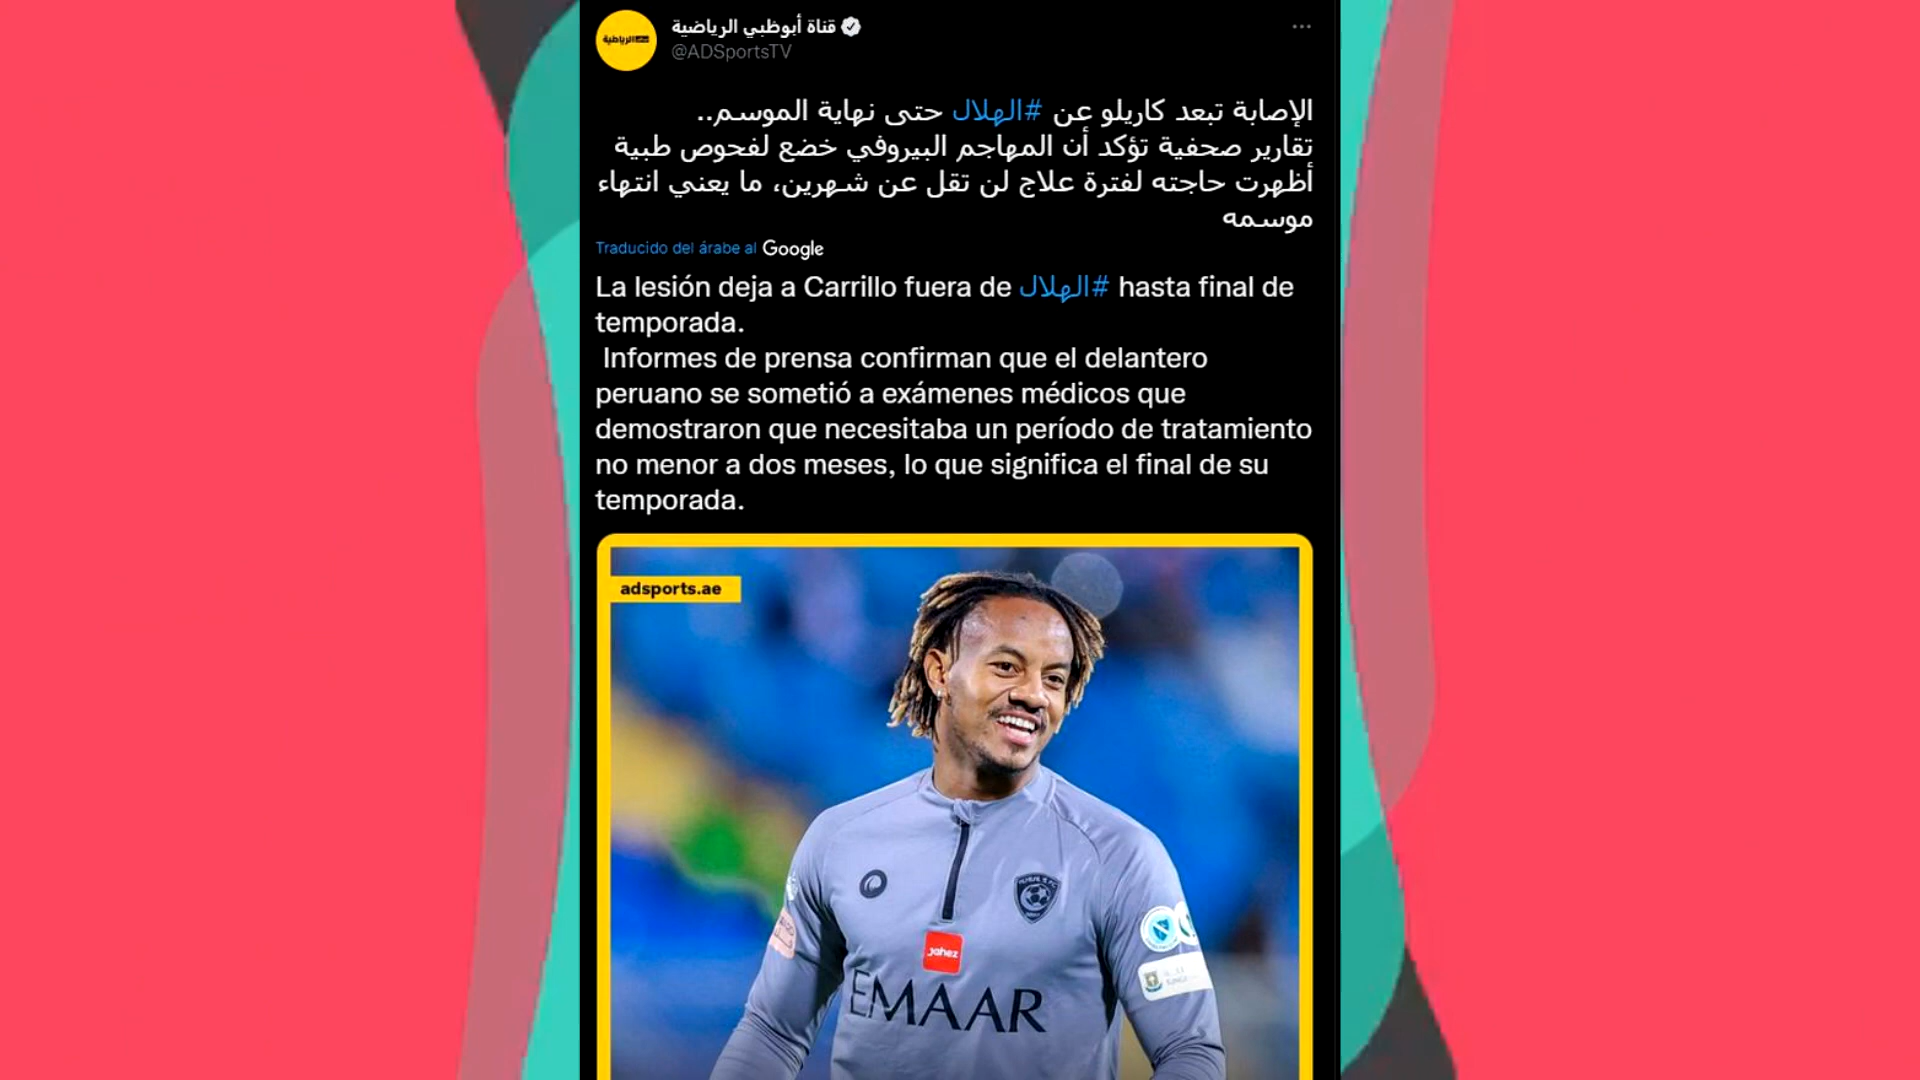 قناة أبوظبي الرياضية
@ADSportsTV
الإصابة تبعد كاريلو عن #الهلال حتى نهاية الموسم..
تقارير صحفية تؤكد أن المهاجم البيروفي خضع لفحوص طبية
أظهرت حاجته لفترة علاج لن تقل عن شهرين، ما يعني انتهاء
موسمه
Traducido del árabe al Google
La lesión deja a Carrillo fuera de #الهلال hasta final de
temporada.
Informes de prensa confirman que el delantero
peruano se sometió a exámenes médicos que
demostraron que necesitaba un período de tratamiento
no menor a dos meses, lo que significa el final de su
temporada.
adsports.ae
jahez
EMAAR